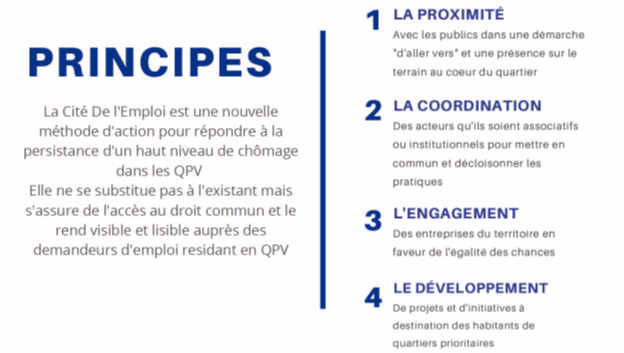 PRINCIPES
La Cité De l'Emploi est une nouvelle
méthode d'action pour répondre à la
persistance d'un haut niveau de chômage
dans les QPV
Elle ne se substitue pas à l'existant mais
s'assure de l'accès au droit commun et le
rend visible et lisible auprès des
demandeurs d'emploi residant en QPV
1 LA PROXIMITÉ
Avec les publics dans une démarche
"d'aller vers" et une présence sur le
terrain au coeur du quartier
2 LA COORDINATION
Des acteurs qu'ils soient associatifs
ou institutionnels pour mettre en
commun et décloisonner les
pratiques
3 L'ENGAGEMENT
Des entreprises du territoire en
faveur de l'égalité des chances
4 LE DÉVELOPPEMENT
De projets et d'initiatives à
destination des habitants de
quartiers prioritaires